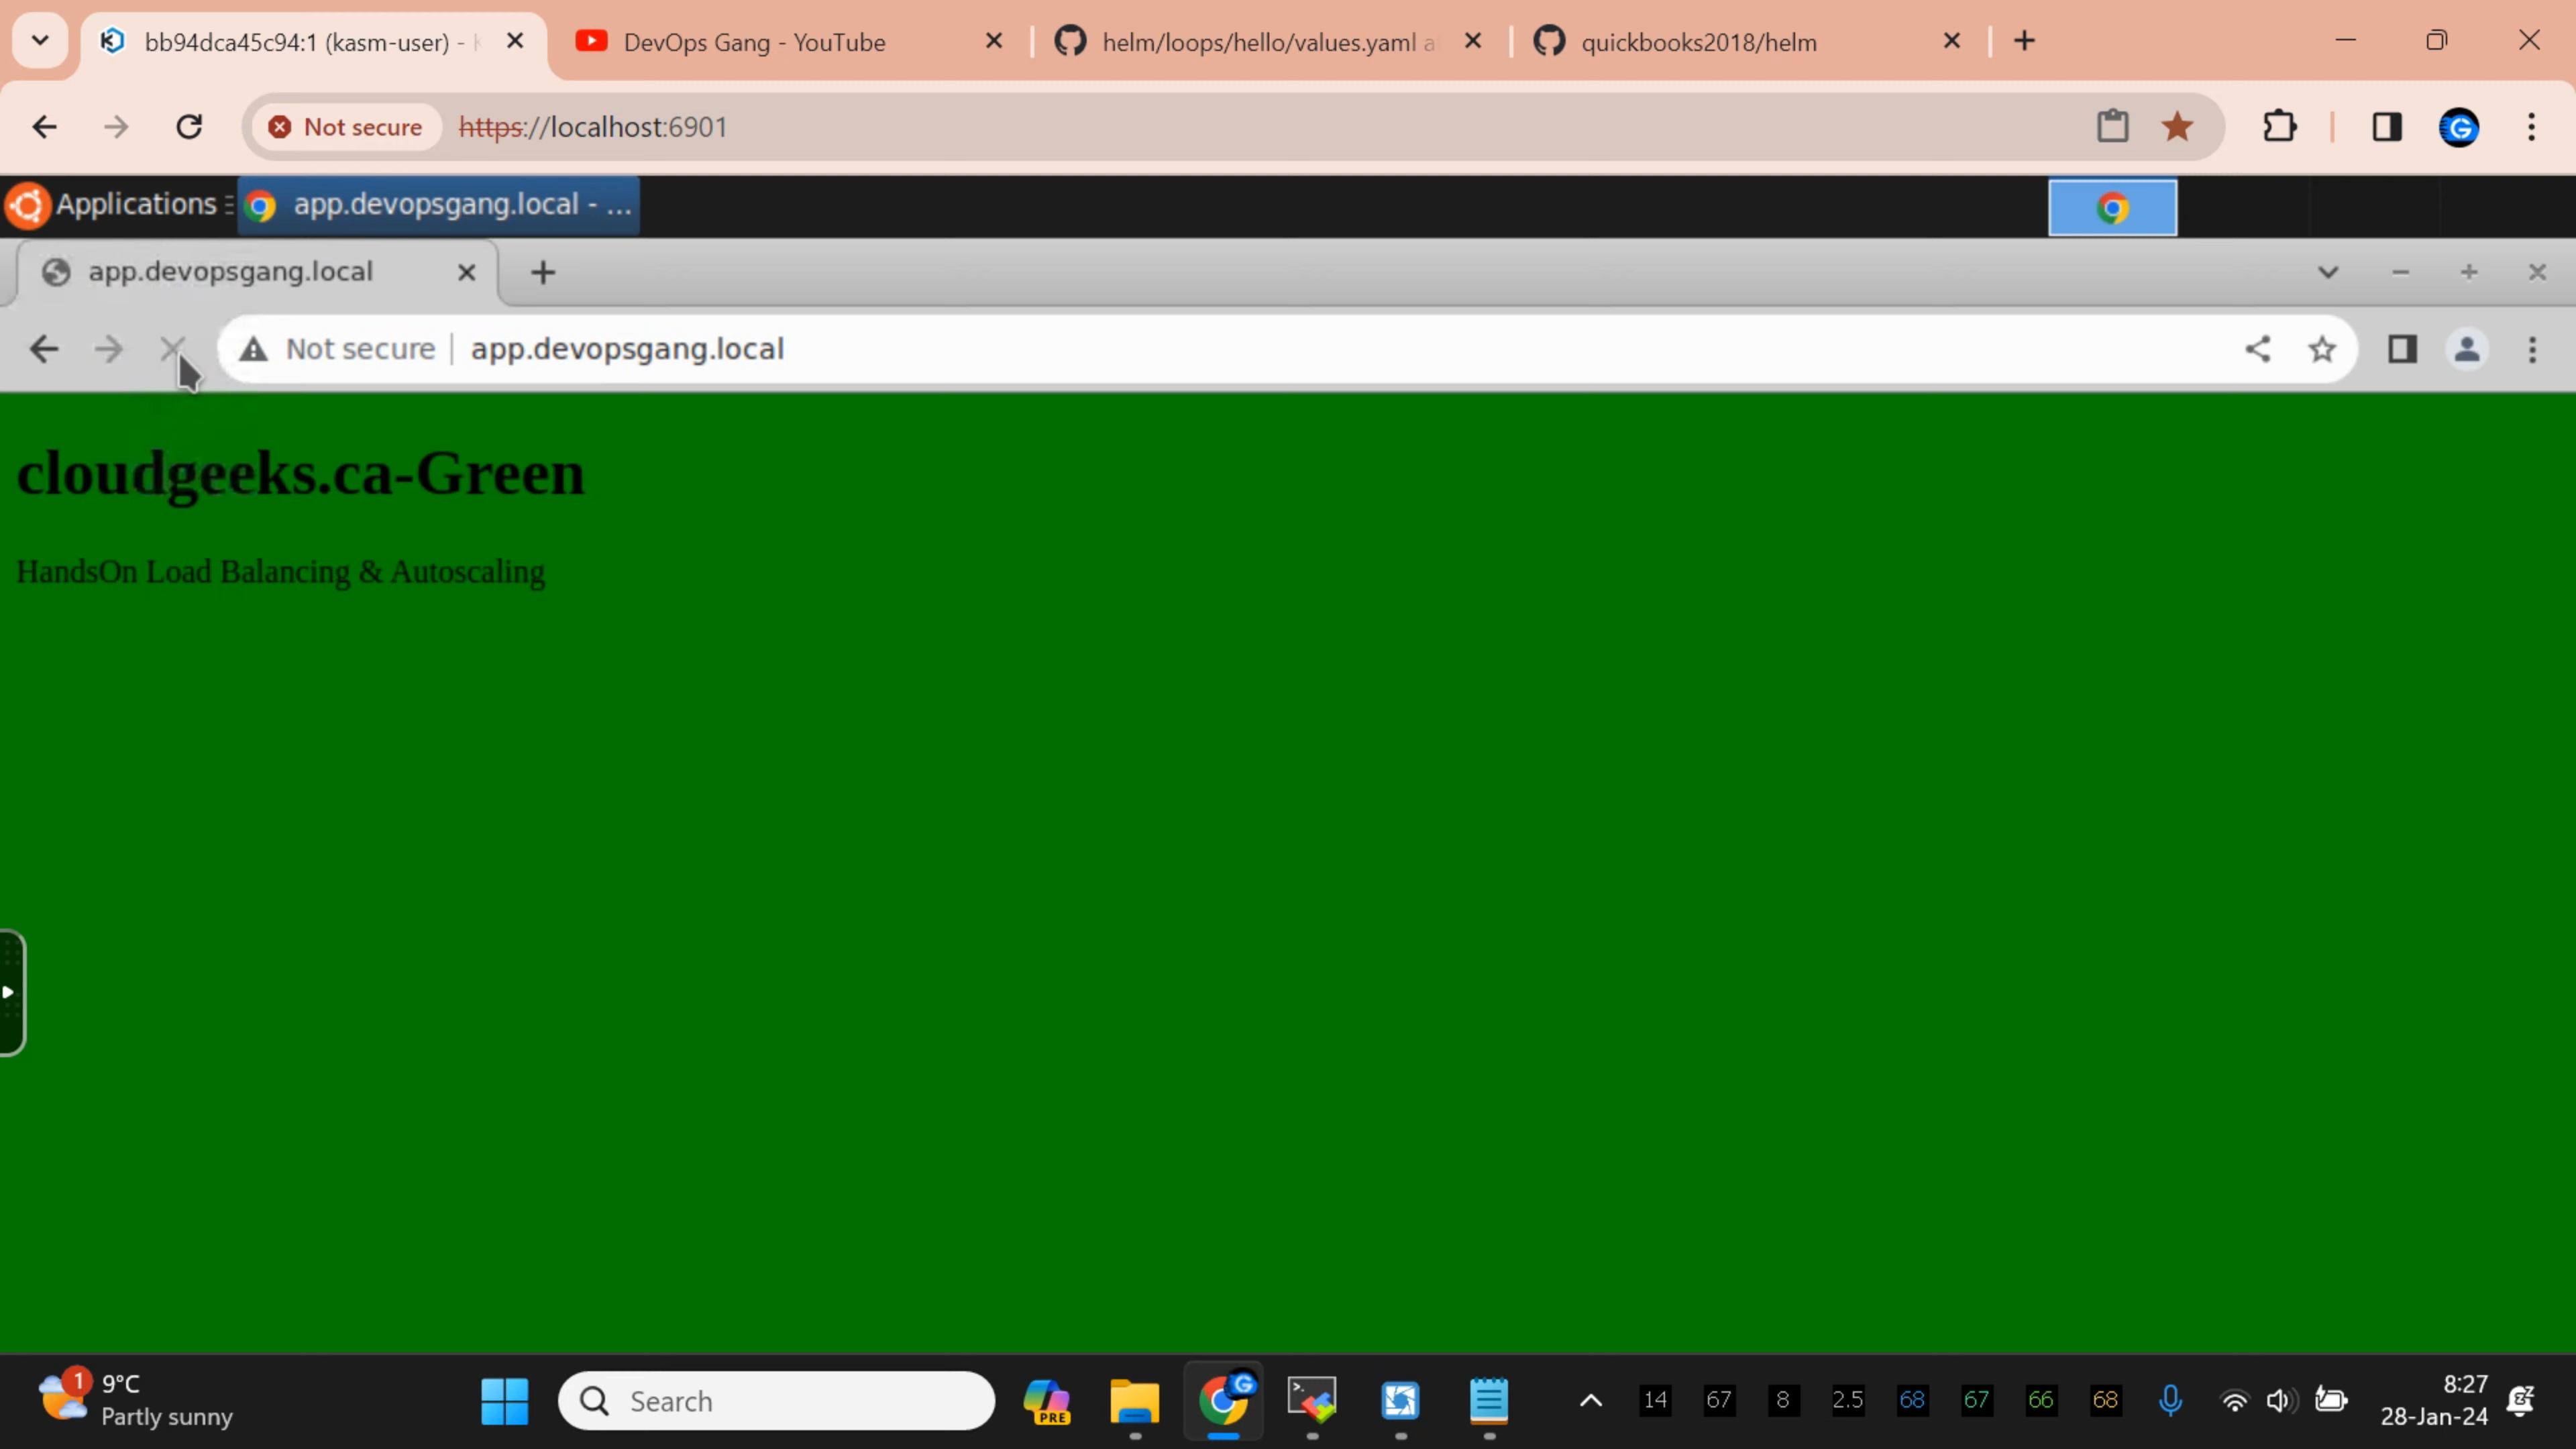 bb94dca45c94:1 (kasm-user) -
DevOps Gang - YouTube
helm/loops/hello/values.yaml a
quickbooks2018/helm
Not secure
https://localhost:6901
Applications
app.devopsgang.local - ...
app.devopsgang.local
Not secure
app.devopsgang.local
cloudgeeks.ca-Green
HandsOn Load Balancing & Autoscaling
1
9°C
Partly sunny
Search
PRE
14
67
8
2.5
68
67
66
68
8:27
28-Jan-24